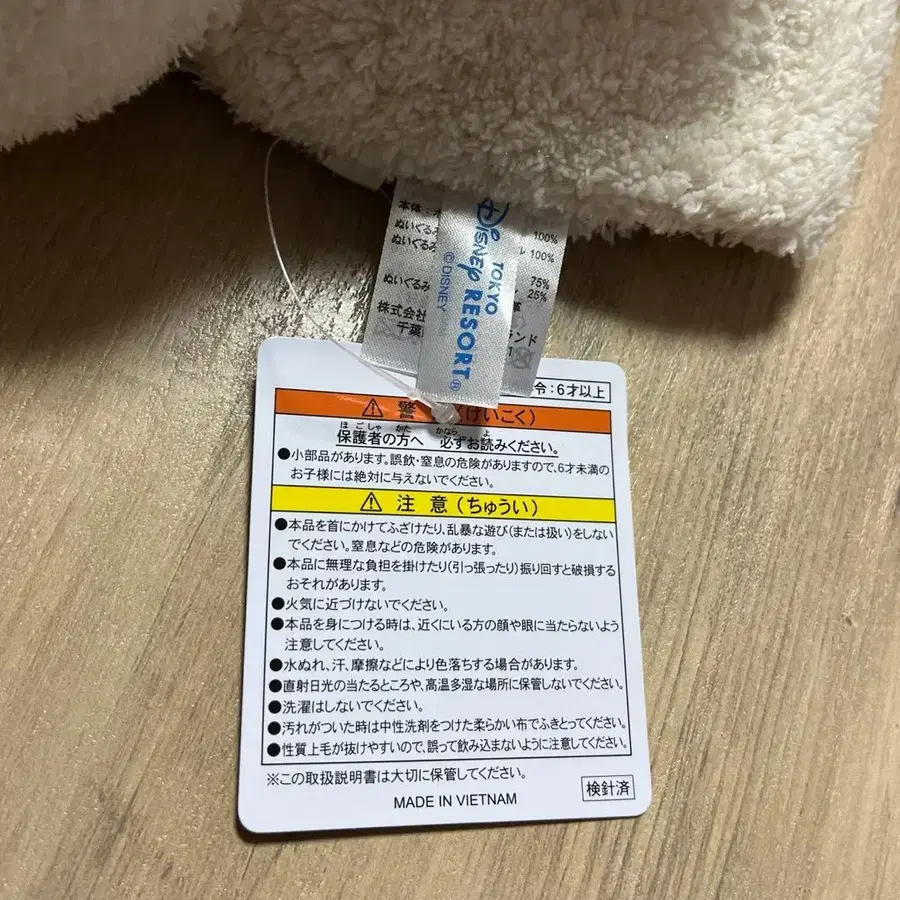 本体:
100%
ぬいぐるみ
ル 100%
ぬいぐるみ
75%
ぬいぐるみ
25%
株式会社
ランド
千葉
TOKYO
DISNEY RESORT®
©DISNEY
令:6才以上
⚠ 警 (けいこく)
保護者の方へ 必ずお読みください。
●小部品があります。誤飲・窒息の危険がありますので、6才未満の
お子様には絶対に与えないでください。
⚠ 注意(ちゅうい)
●本品を首にかけてふざけたり、乱暴な遊び(または扱い)をしない
でください。窒息などの危険があります。
●本品に無理な負担を掛けたり(引っ張ったり)振り回すと破損する
おそれがあります。
●火気に近づけないでください。
●本品を身につける時は、近くにいる方の顔や眼に当たらないよう
注意してください。
●水ぬれ、汗、摩擦などにより色落ちする場合があります。
●直射日光の当たるところや、高温多湿な場所に保管しないでください。
●洗濯はしないでください。
●汚れがついた時は中性洗剤をつけた柔らかい布でふきとってください。
●性質上毛が抜けやすいので、誤って飲み込まないように注意してください。
※この取扱説明書は大切に保管してください。
検針済
MADE IN VIETNAM